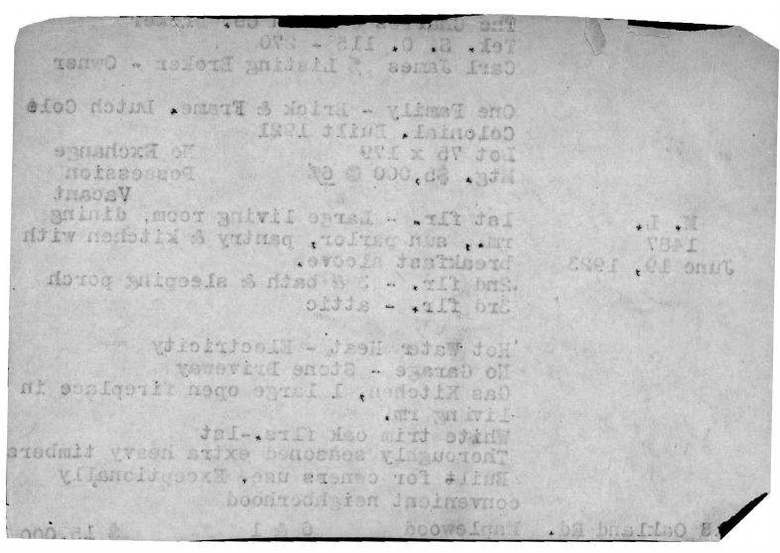 The
Tel. S. O. 115 - 270
Carl James Listing Broker - Owner
One Family - Brick & Frame. Dutch Cole
Colonial. Built 1921
Lot 75 x 179 No Exchange
Mtg. $5,000 @ 6% Possession
Vacant
M. L. 1st flr. - Large living room, dining
1487 rm., sun parlor, pantry & kitchen with
June 19, 1923 breakfast alcove.
2nd flr. - bath & sleeping porch
3rd flr. - attic
Hot Water Heat - Electricity
No Garage - Stone Driveway
Gas Kitchen, 1 large open fireplace in
living rm.
White trim oak flrs.-1st
Thoroughly seasoned extra heavy timbers
Built for owners use. Exceptionally
convenient neighborhood
Oakland Rd. Maplewood 6 & 1 $ 15,000